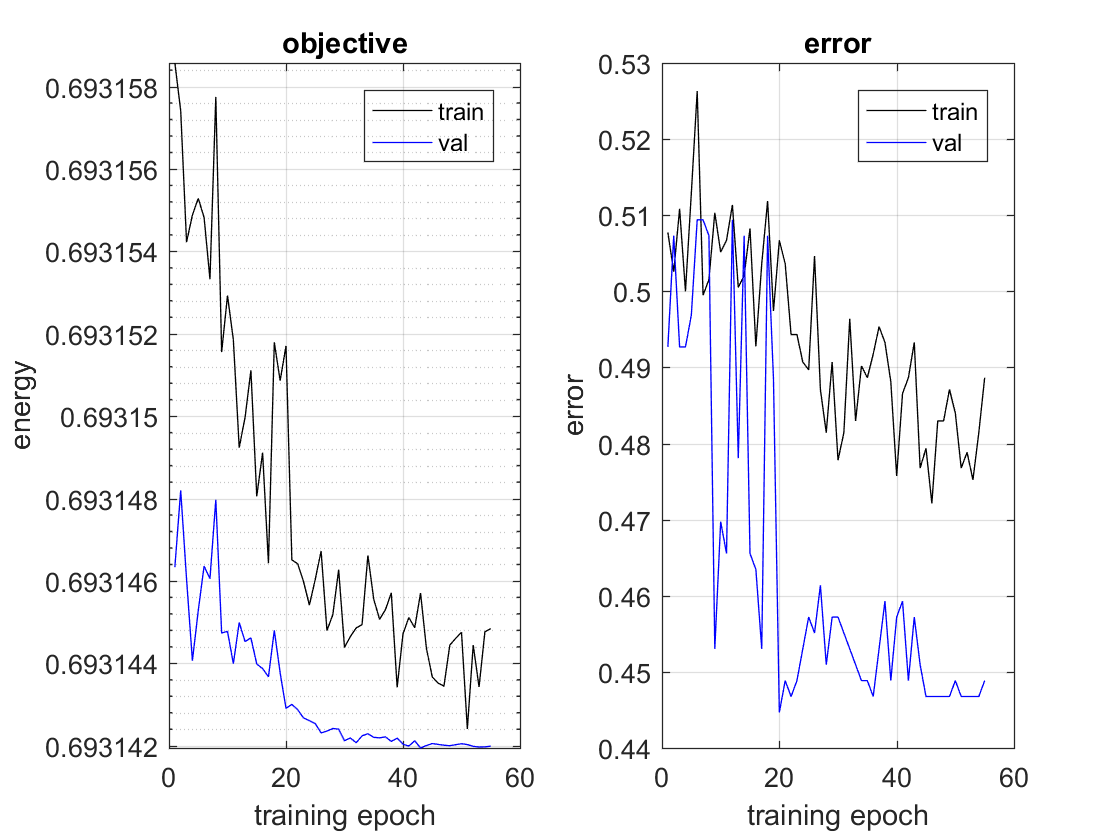 objective
energy
0.693158
0.693156
0.693154
0.693152
0.69315
0.693148
0.693146
0.693144
0.693142
train
val
0
20
40
60
training epoch
error
error
0.53
0.52
0.51
0.5
0.49
0.48
0.47
0.46
0.45
0.44
train
val
0
20
40
60
training epoch